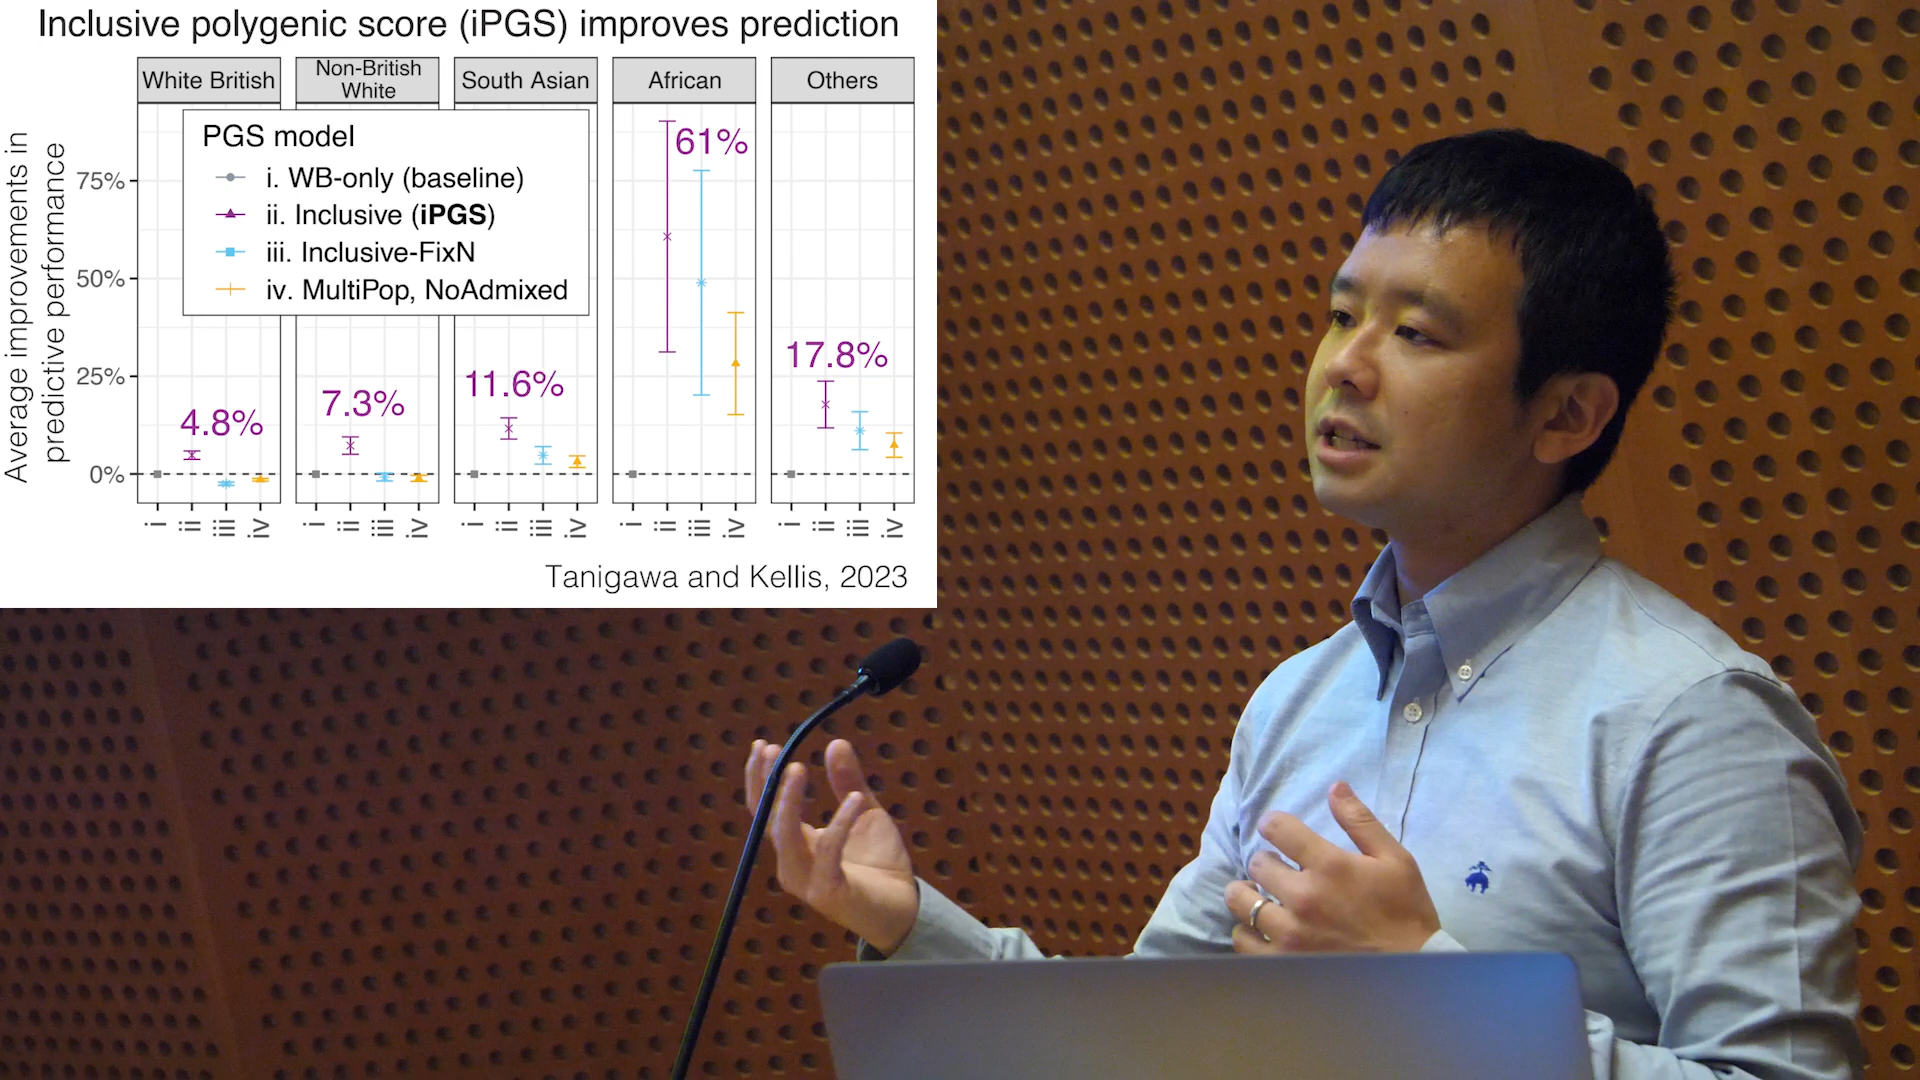 Inclusive polygenic score (iPGS) improves prediction
White British
Non-British
White
South Asian
African
Others
Average improvements in
predictive performance
75%
50%
25%
0%
PGS model
i. WB-only (baseline)
ii. Inclusive (iPGS)
iii. Inclusive-FixN
iv. MultiPop, NoAdmixed
4.8%
7.3%
11.6%
61%
17.8%
i ii iii iv
i ii iii iv
i ii iii iv
i ii iii iv
i ii iii iv
Tanigawa and Kellis, 2023